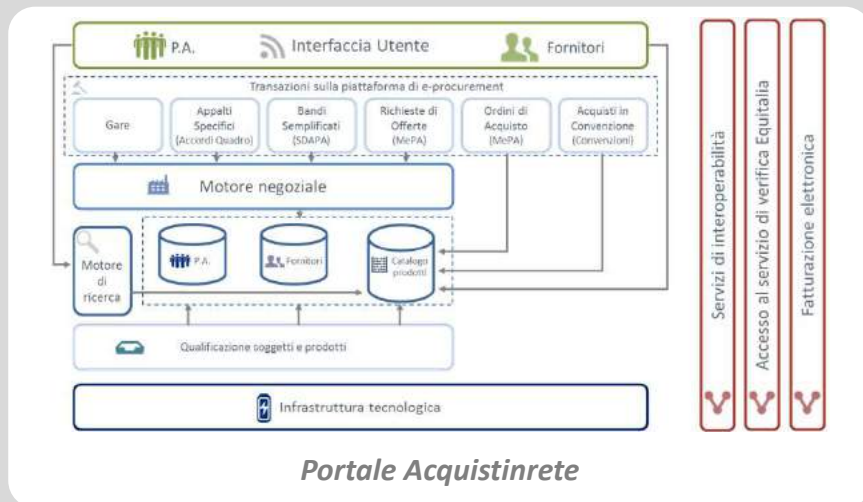 P.A.
Interfaccia Utente
Fornitori
Transazioni sulla piattaforma di e-procurement
Gare
Appalti
Specifici
(Accordi Quadro)
Bandi
Semplificati
(SDAPA)
Richieste di
Offerte
(MePA)
Ordini di
Acquisto
(MePA)
Acquisti in
Convenzione
(Convenzioni)
Motore negoziale
Motore
di
ricerca
P.A.
Fornitori
Catalogo
prodotti
Qualificazione soggetti e prodotti
Infrastruttura tecnologica
Servizi di interoperabilità
Accesso al servizio di verifica Equitalia
Fatturazione elettronica
Portale Acquistinrete